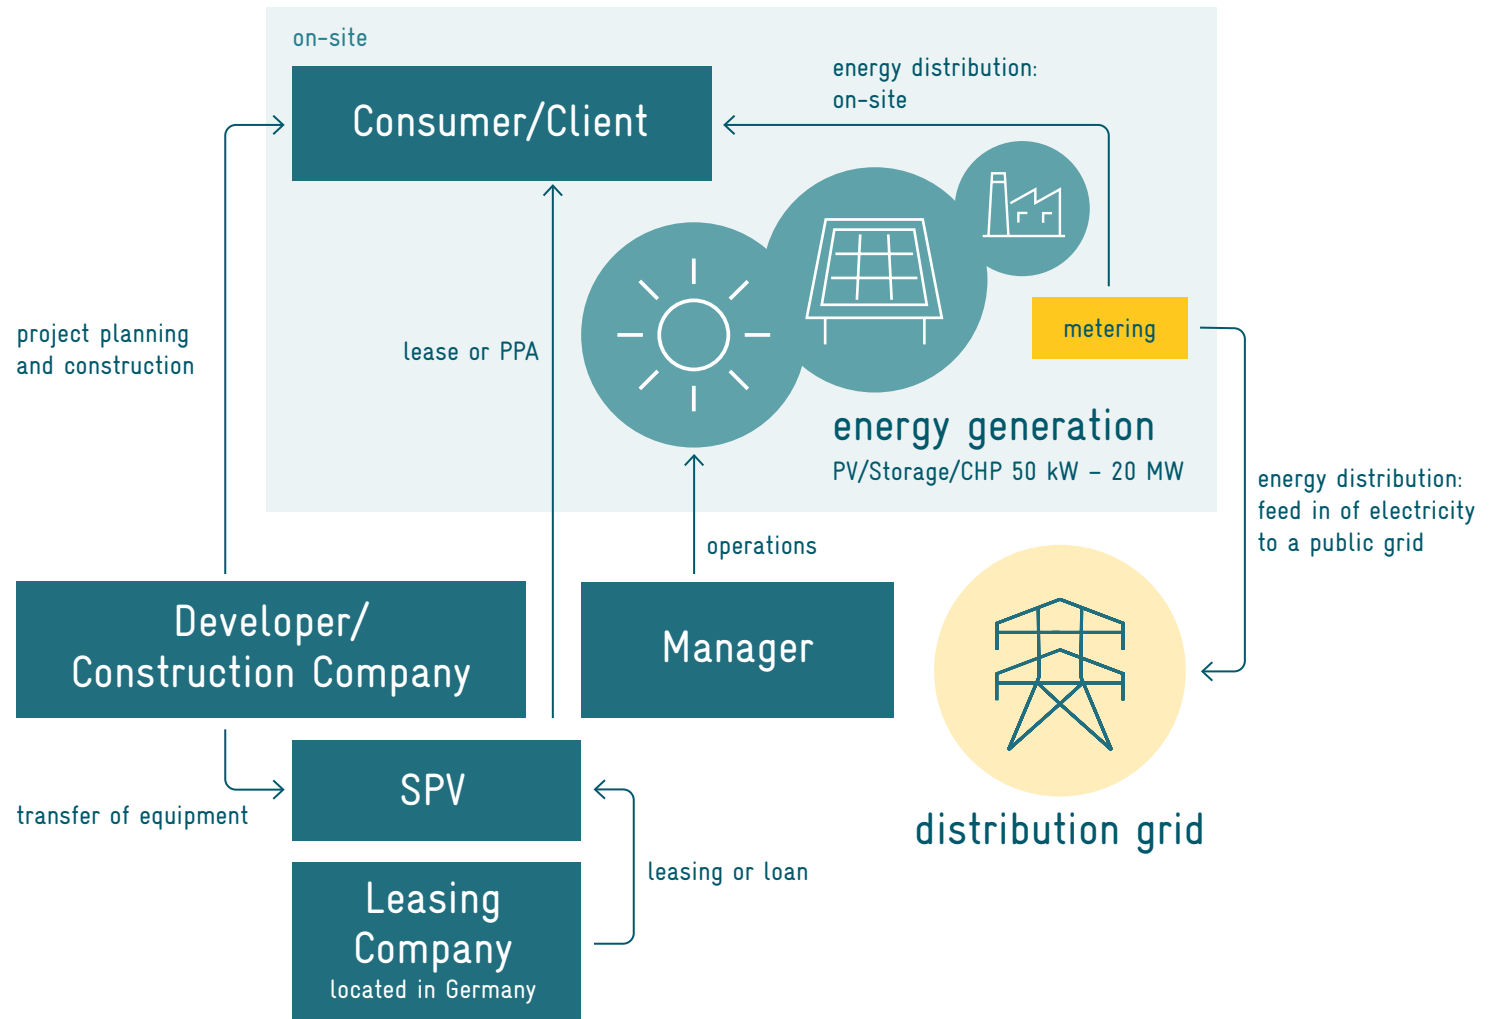 on-site
Consumer/Client
energy distribution:
on-site
project planning
and construction
lease or PPA
metering
energy generation
PV/Storage/CHP 50 kW – 20 MW
energy distribution:
feed in of electricity
to a public grid
operations
Developer/
Construction Company
Manager
SPV
transfer of equipment
distribution grid
leasing or loan
Leasing
Company
located in Germany